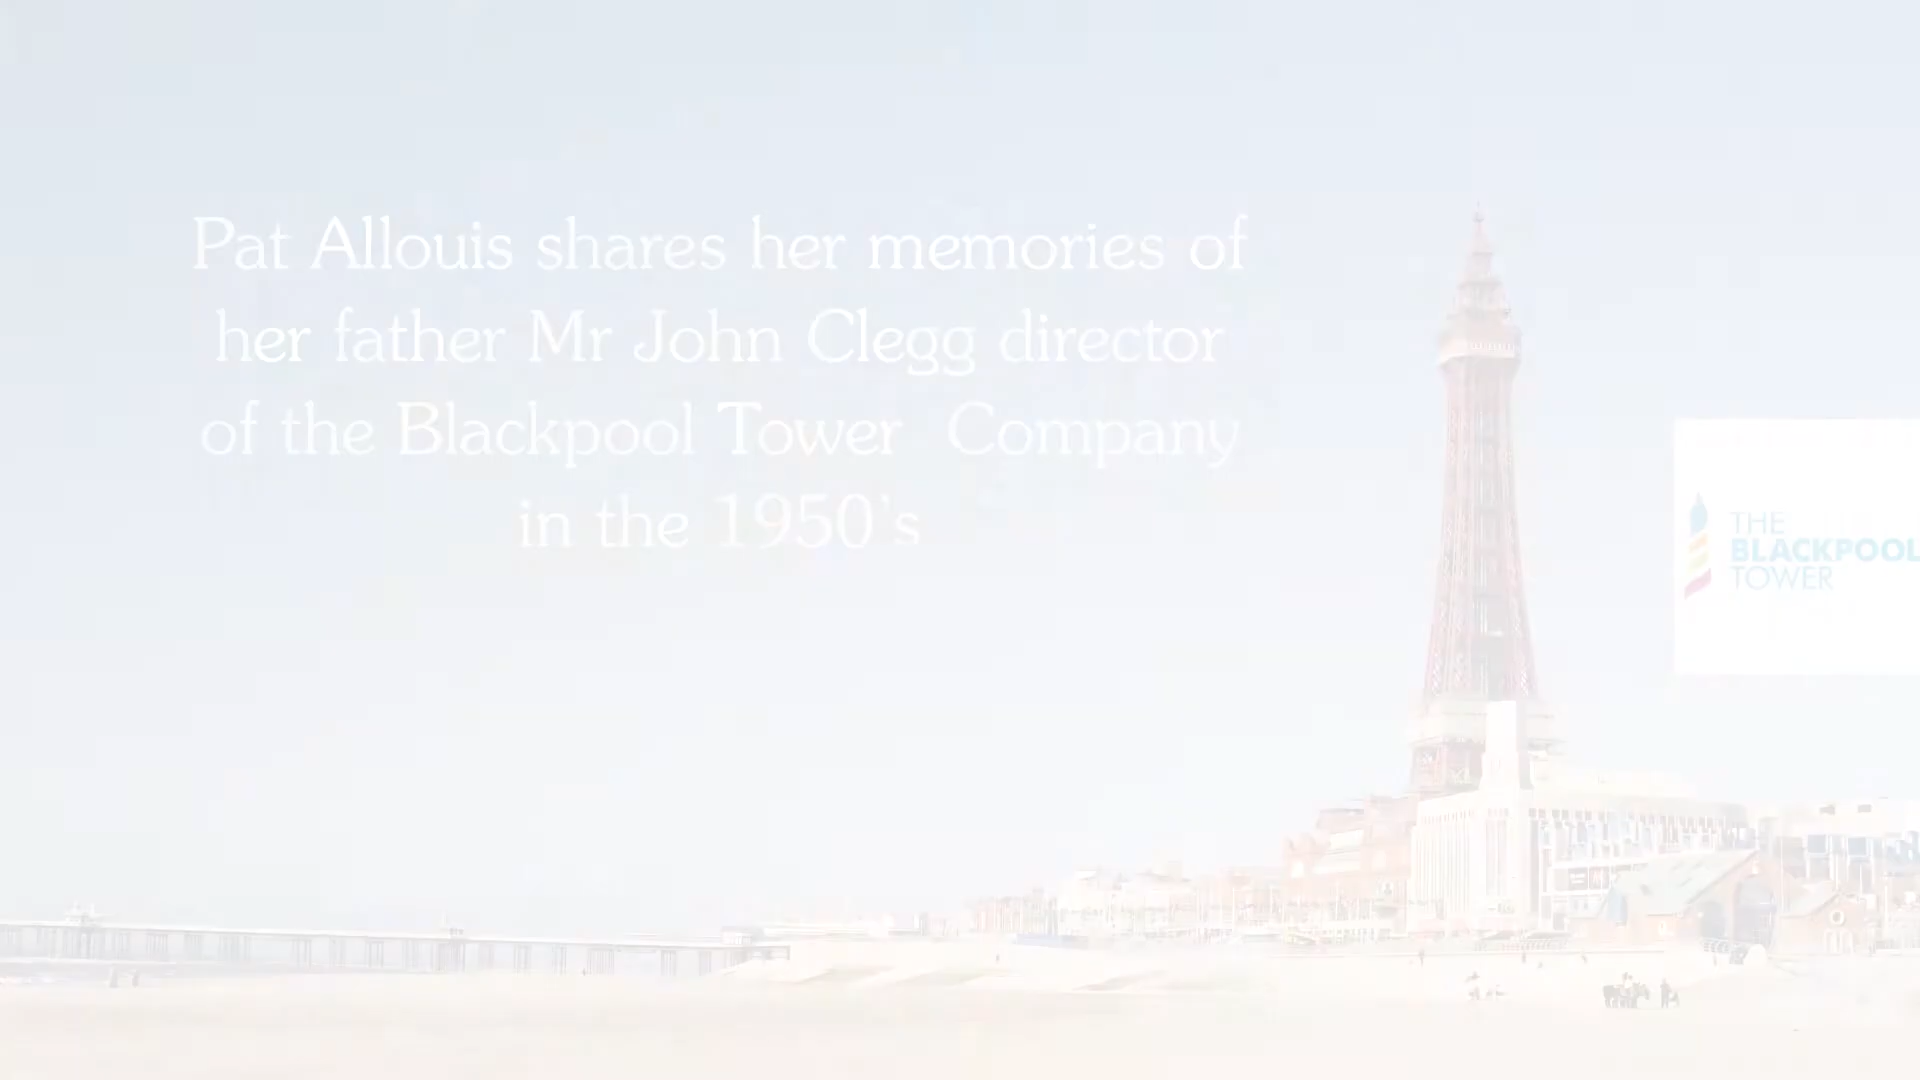 Pat Allouis shares her memories of
her father Mr John Clegg director
of the Blackpool Tower Company
in the 1950's
THE
BLACKPOOL
TOWER